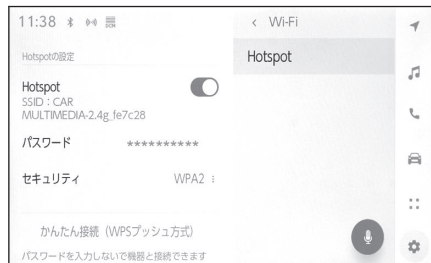 11:38
DCM
Hotspotの設定
Hotspot
SSID：CAR
MULTIMEDIA-2.4g_fe7c28
パスワード **********
セキュリティ WPA2
かんたん接続（WPSプッシュ方式）
パスワードを入力しないで機器と接続できます
Wi-Fi
Hotspot